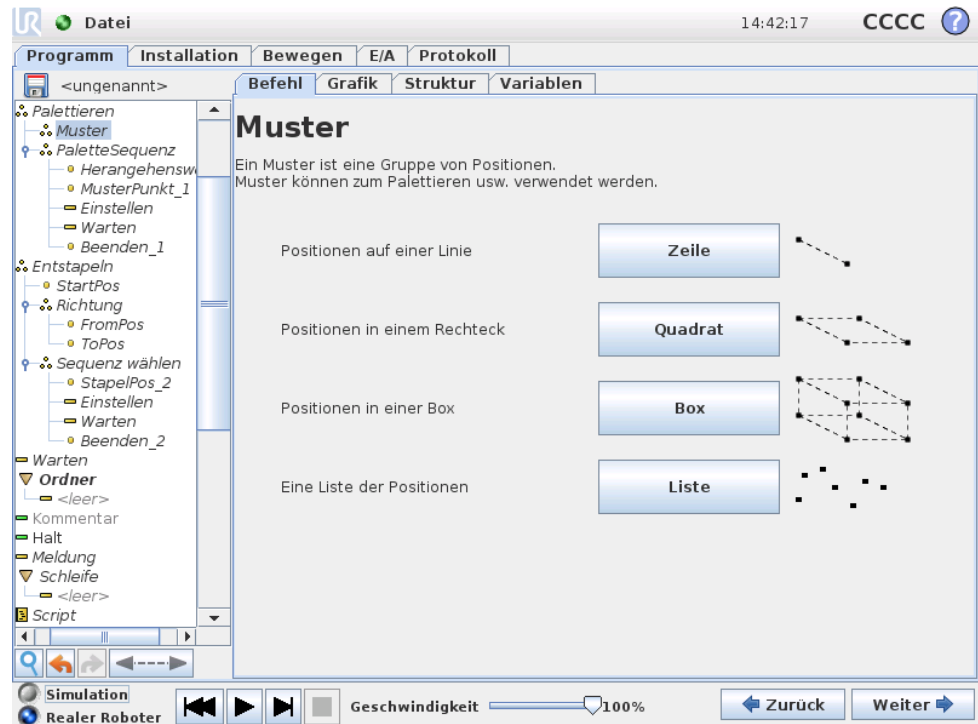 UR Datei 14:42:17 CCCC ?
Programm Installation Bewegen E/A Protokoll
<ungenannt>
Befehl Grafik Struktur Variablen
Palettieren
Muster
PaletteSequenz
Herangehensw
MusterPunkt_1
Einstellen
Warten
Beenden_1
Entstapeln
StartPos
Richtung
FromPos
ToPos
Sequenz wählen
StapelPos_2
Einstellen
Warten
Beenden_2
Warten
Ordner
<leer>
Kommentar
Halt
Meldung
Schleife
<leer>
Script
Muster
Ein Muster ist eine Gruppe von Positionen.
Muster können zum Palettieren usw. verwendet werden.
Positionen auf einer Linie Zeile
Positionen in einem Rechteck Quadrat
Positionen in einer Box Box
Eine Liste der Positionen Liste
Simulation
Realer Roboter
Geschwindigkeit 100%
Zurück Weiter